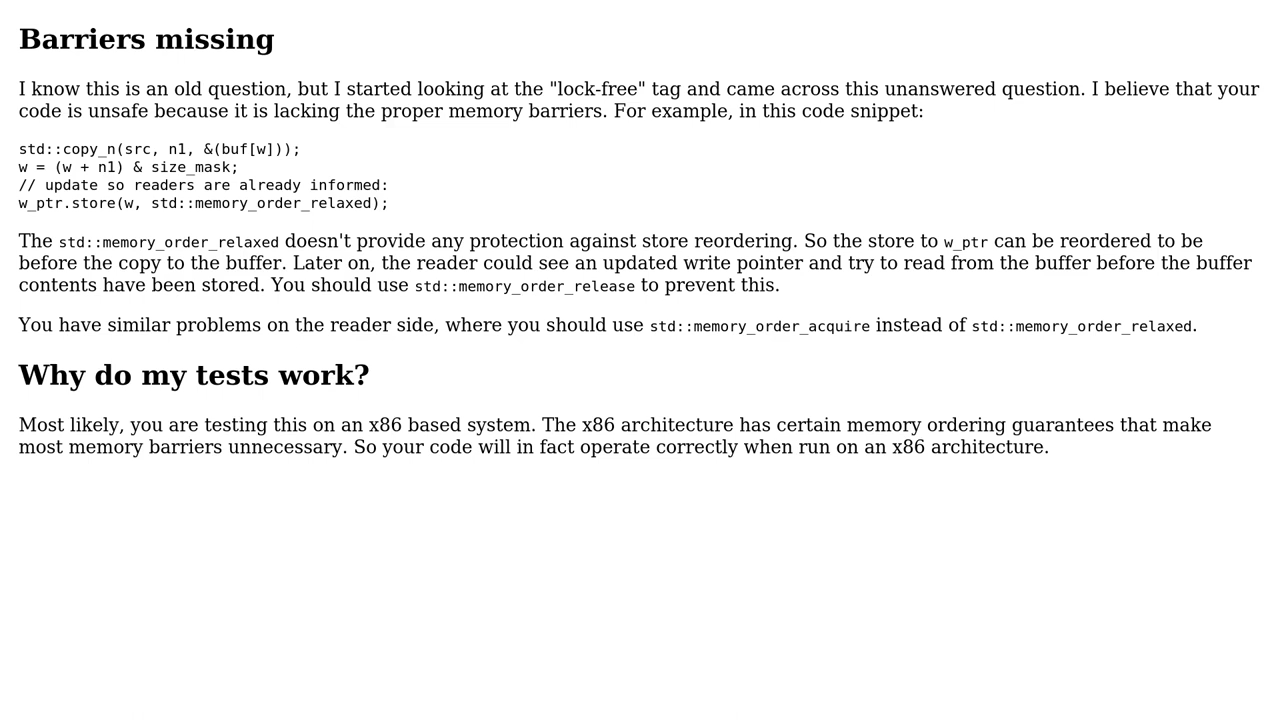 Barriers missing
I know this is an old question, but I started looking at the "lock-free" tag and came across this unanswered question. I believe that your
code is unsafe because it is lacking the proper memory barriers. For example, in this code snippet:
std::copy_n(src, n1, &(buf[w]));
w = (w + n1) & size_mask;
// update so readers are already informed:
w_ptr.store(w, std::memory_order_relaxed);
The std::memory_order_relaxed doesn't provide any protection against store reordering. So the store to w_ptr can be reordered to be
before the copy to the buffer. Later on, the reader could see an updated write pointer and try to read from the buffer before the buffer
contents have been stored. You should use std::memory_order_release to prevent this.
You have similar problems on the reader side, where you should use std::memory_order_acquire instead of std::memory_order_relaxed.
Why do my tests work?
Most likely, you are testing this on an x86 based system. The x86 architecture has certain memory ordering guarantees that make
most memory barriers unnecessary. So your code will in fact operate correctly when run on an x86 architecture.